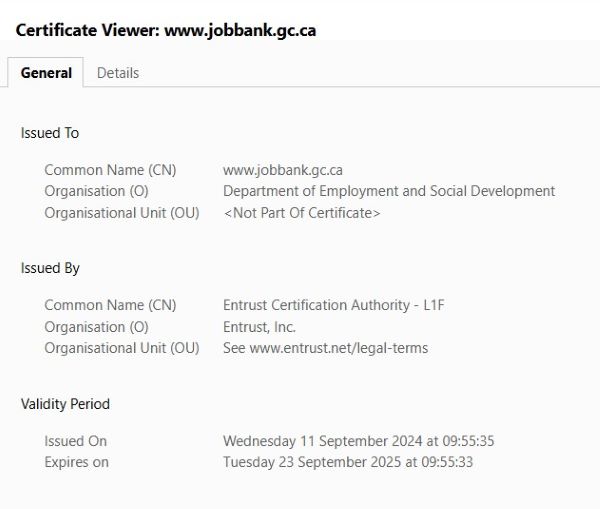 Certificate Viewer: www.jobbank.gc.ca
General Details
Issued To
Common Name (CN) www.jobbank.gc.ca
Organisation (O) Department of Employment and Social Development
Organisational Unit (OU) <Not Part Of Certificate>
Issued By
Common Name (CN) Entrust Certification Authority - L1F
Organisation (O) Entrust, Inc.
Organisational Unit (OU) See www.entrust.net/legal-terms
Validity Period
Issued On Wednesday 11 September 2024 at 09:55:35
Expires on Tuesday 23 September 2025 at 09:55:33